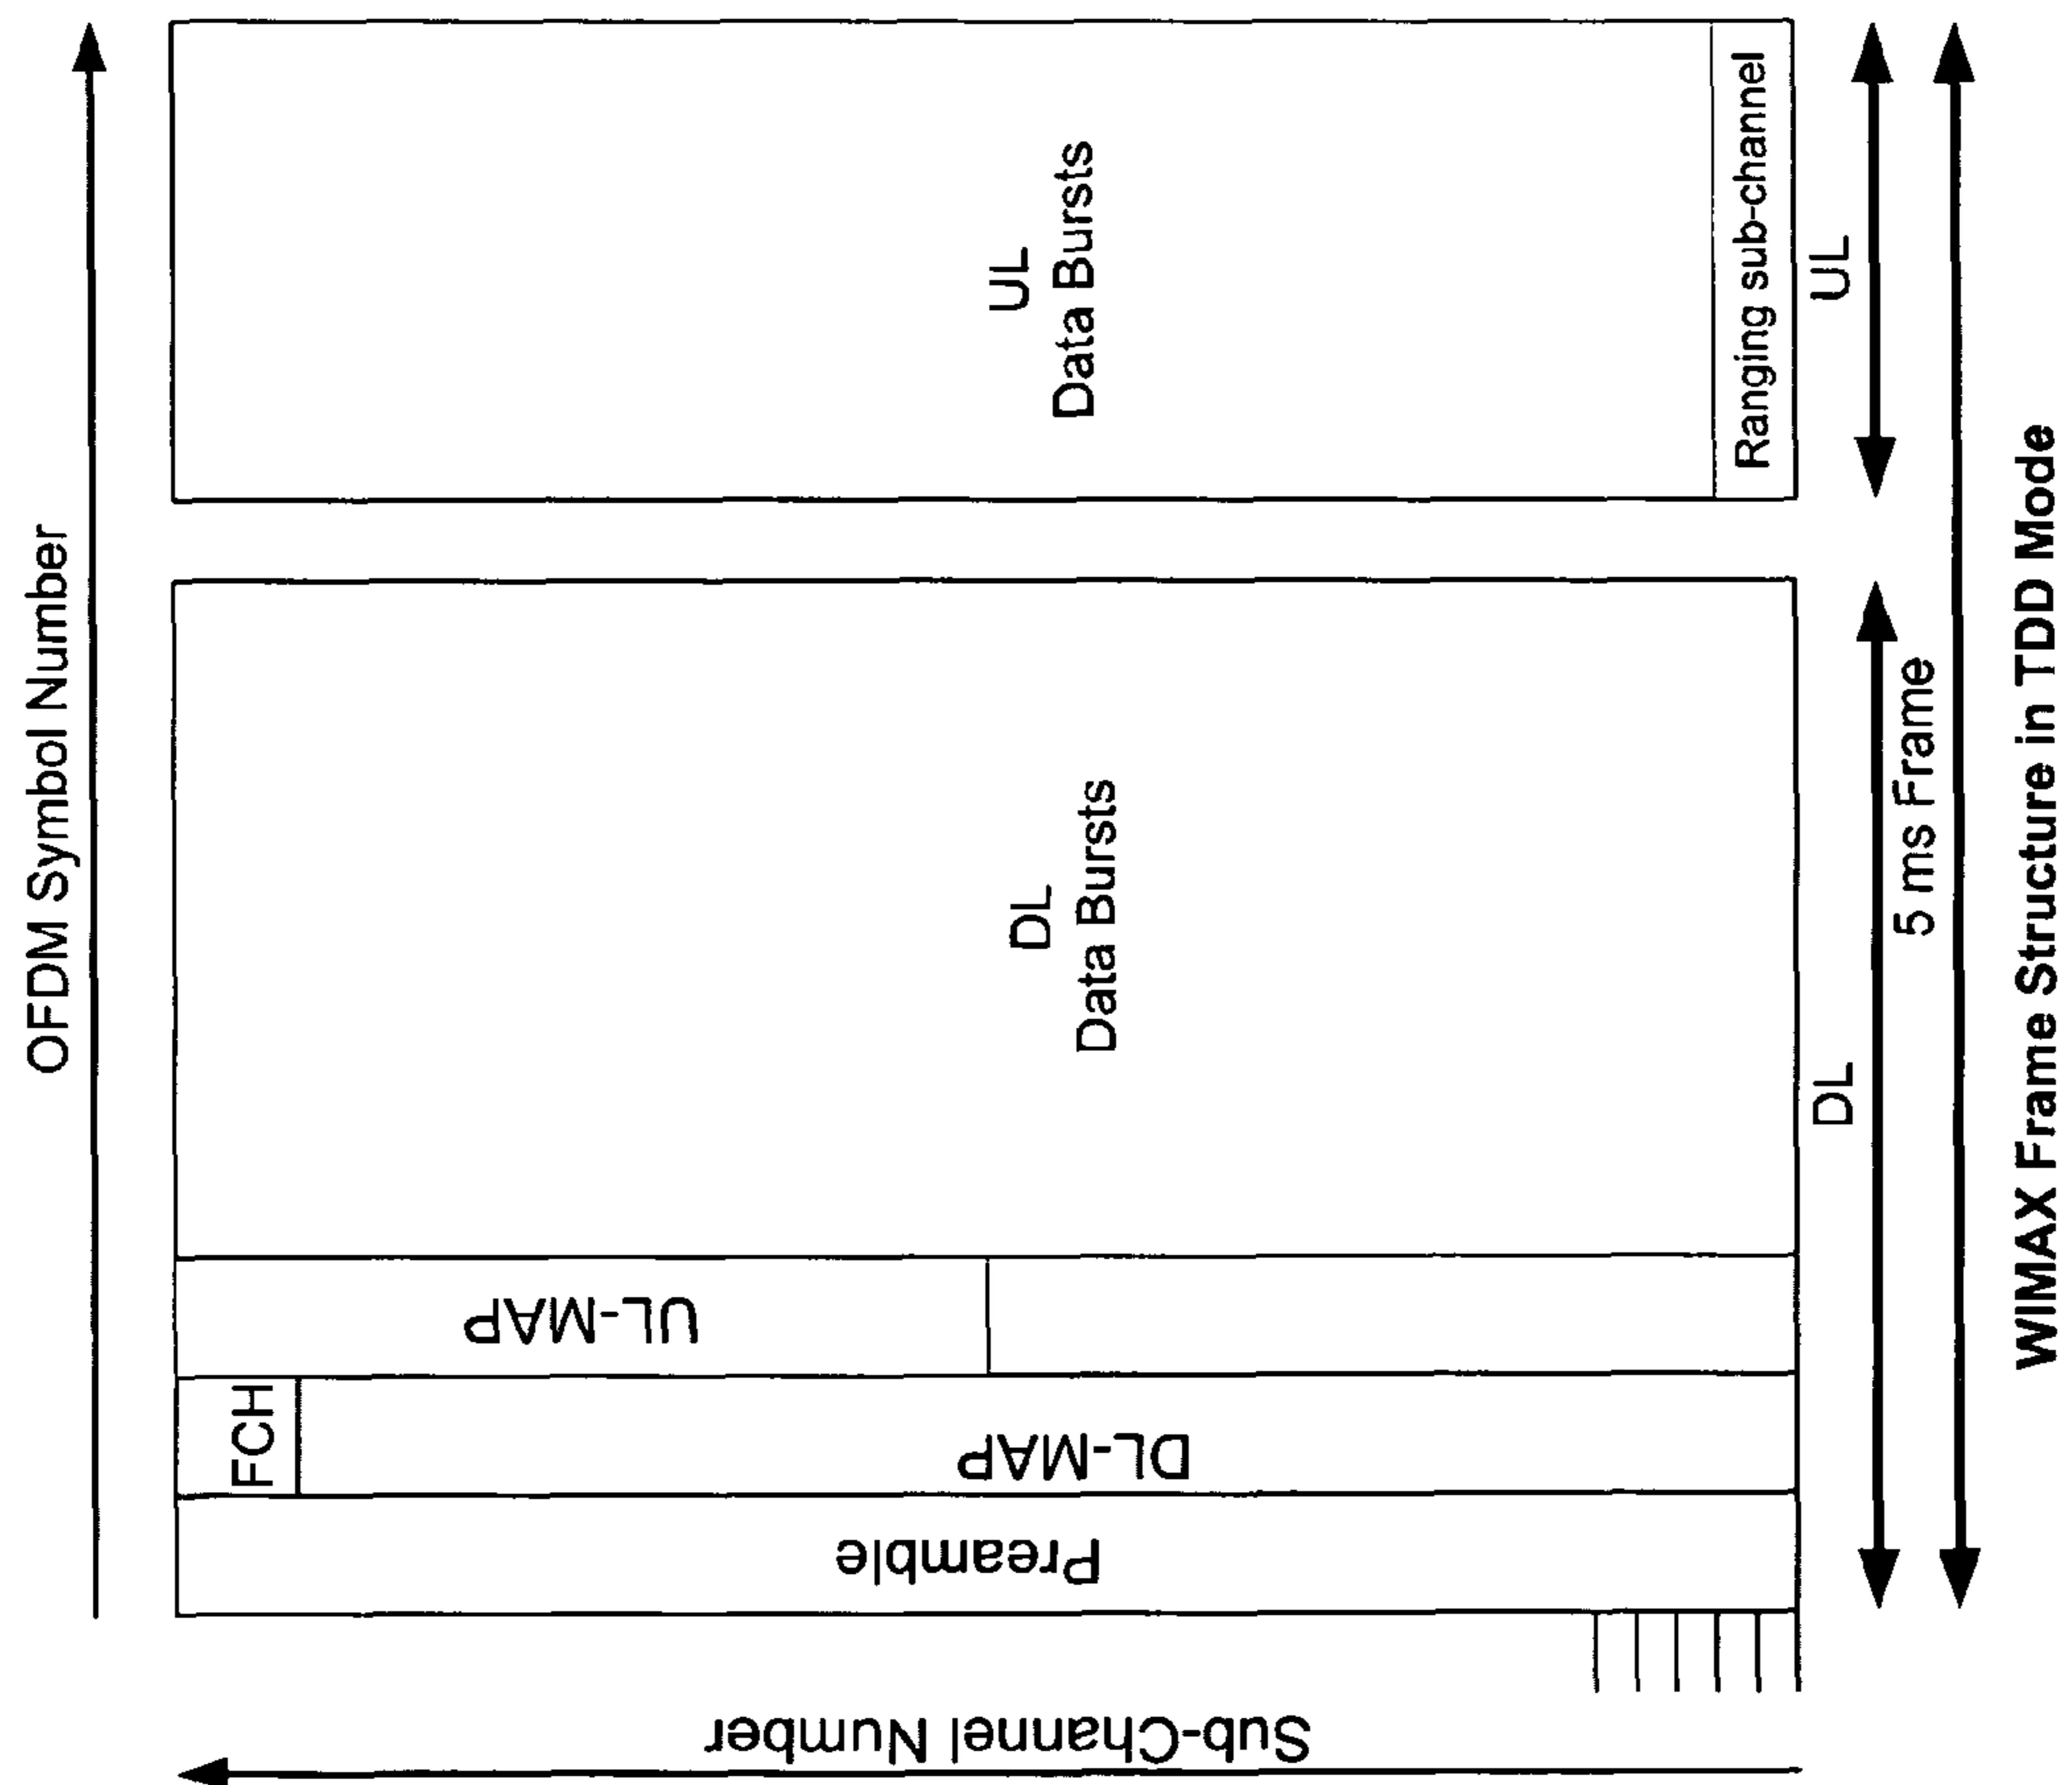 OFDM Symbol Number
Sub-Channel Number
Preamble
FCH
DL-MAP
UL-MAP
DL
Data Bursts
UL
Data Bursts
Ranging sub-channel
DL
UL
5 ms Frame
WIMAX Frame Structure in TDD Mode